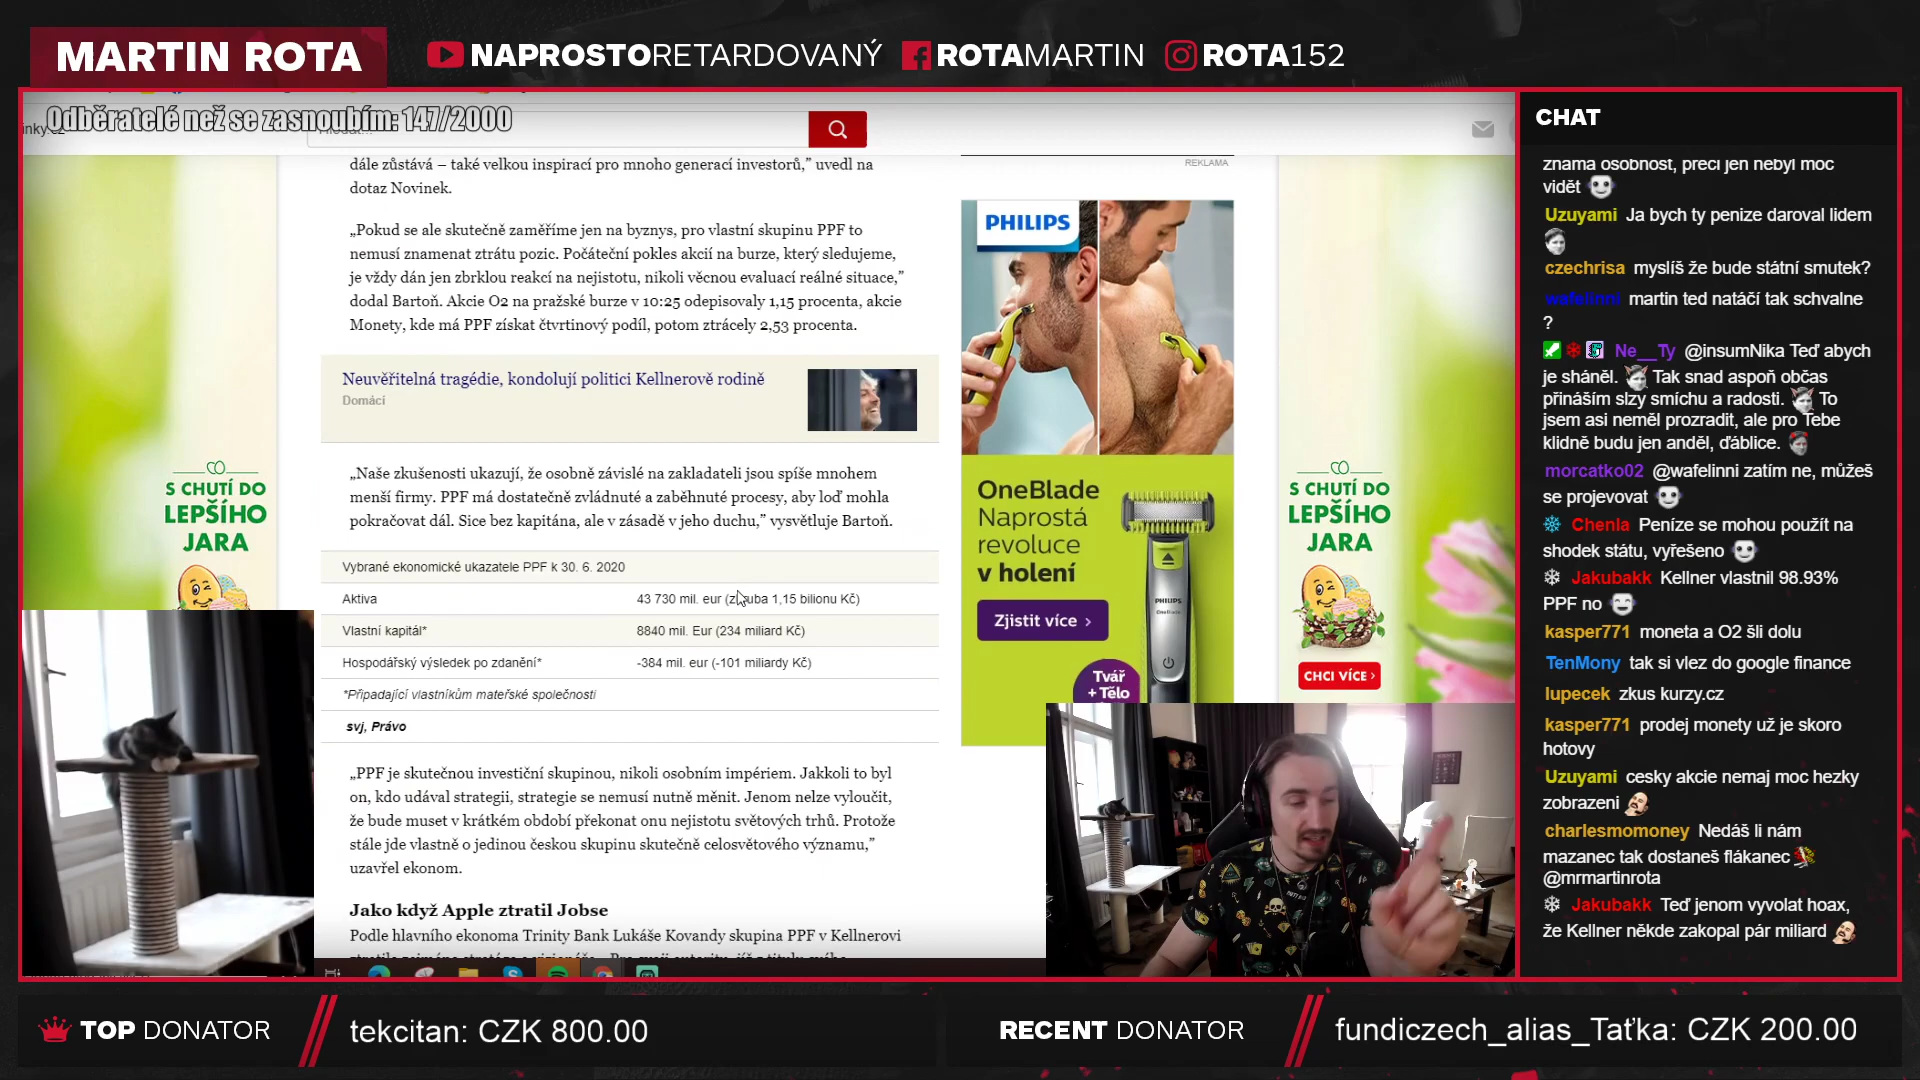 MARTIN ROTA
NAPROSTORETARDOVANÝ
ROTAMARTIN
ROTA152
Odběratelé než se zasnoubím: 147/2000
dále zůstává – také velkou inspirací pro mnoho generací investorů,” uvedl na
dotaz Novinek.
„Pokud se ale skutečně zaměříme jen na byznys, pro vlastní skupinu PPF to
nemusí znamenat ztrátu pozic. Počáteční pokles akcií na burze, který sledujeme,
je vždy dán jen zbrklou reakcí na nejistotu, nikoli věcnou evaluací reálné situace,”
dodal Bartoň. Akcie O2 na pražské burze v 10:25 odepisovaly 1,15 procenta, akcie
Monety, kde má PPF získat čtvrtinový podíl, potom ztrácely 2,53 procenta.
Neuvěřitelná tragédie, kondolují politici Kellnerově rodině
Domácí
„Naše zkušenosti ukazují, že osobně závislé na zakladateli jsou spíše mnohem
menší firmy. PPF má dostatečně zvládnuté a zaběhnuté procesy, aby loď mohla
pokračovat dál. Sice bez kapitána, ale v zásadě v jeho duchu,” vysvětluje Bartoň.
Vybrané ekonomické ukazatele PPF k 30. 6. 2020
Aktiva 43 730 mil. eur (zhruba 1,15 bilionu Kč)
Vlastní kapitál* 8840 mil. Eur (234 miliard Kč)
Hospodářský výsledek po zdanění* -384 mil. eur (-101 miliardy Kč)
*Připadající vlastníkům mateřské společnosti
svj, Právo
„PPF je skutečnou investiční skupinou, nikoli osobním impériem. Jakkoli to byl
on, kdo udával strategii, strategie se nemusí nutně měnit. Jenom nelze vyloučit,
že bude muset v krátkém období překonat onu nejistotu světových trhů. Protože
stále jde vlastně o jedinou českou skupinu skutečně celosvětového významu,”
uzavřel ekonom.
Jako když Apple ztratil Jobse
Podle hlavního ekonoma Trinity Bank Lukáše Kovandy skupina PPF v Kellnerovi
S CHUTÍ DO
LEPŠÍHO
JARA
REKLAMA
PHILIPS
OneBlade
Naprostá
revoluce
v holení
Zjistit více ›
Tvář
+ Tělo
PHILIPS
S CHUTÍ DO
LEPŠÍHO
JARA
CHCI VÍCE ›
CHAT
známá osobnost, přeci jen nebyl moc
vidět
Uzuyami Ja bych ty penize daroval lidem
czechrisa myslíš že bude státní smutek?
wafelinni martin ted natáčí tak schvalne
?
Ne__Ty @insumNika Teď abych
je sháněl. Tak snad aspoň občas
přináším slzy smíchu a radosti. To
jsem asi neměl prozradit, ale pro Tebe
klidně budu jen anděl, ďáblice.
morcatko02 @wafelinni zatím ne, můžeš
se projevovat
Chenla Peníze se mohou použít na
shodek státu, vyřešeno
Jakubakk Kellner vlastnil 98.93%
PPF no
kasper771 moneta a O2 šli dolu
TenMony tak si vlez do google finance
lupecek zkus kurzy.cz
kasper771 prodej monety už je skoro
hotovy
Uzuyami cesky akcie nemaj moc hezky
zobrazeni
charlesmomoney Nedáš li nám
mazanec tak dostaneš flákanec
@mrmartinrota
Jakubakk Teď jenom vyvolat hoax,
že Kellner někde zakopal pár miliard
TOP DONATOR
tekcitan: CZK 800.00
RECENT DONATOR
fundiczech_alias_Taťka: CZK 200.00